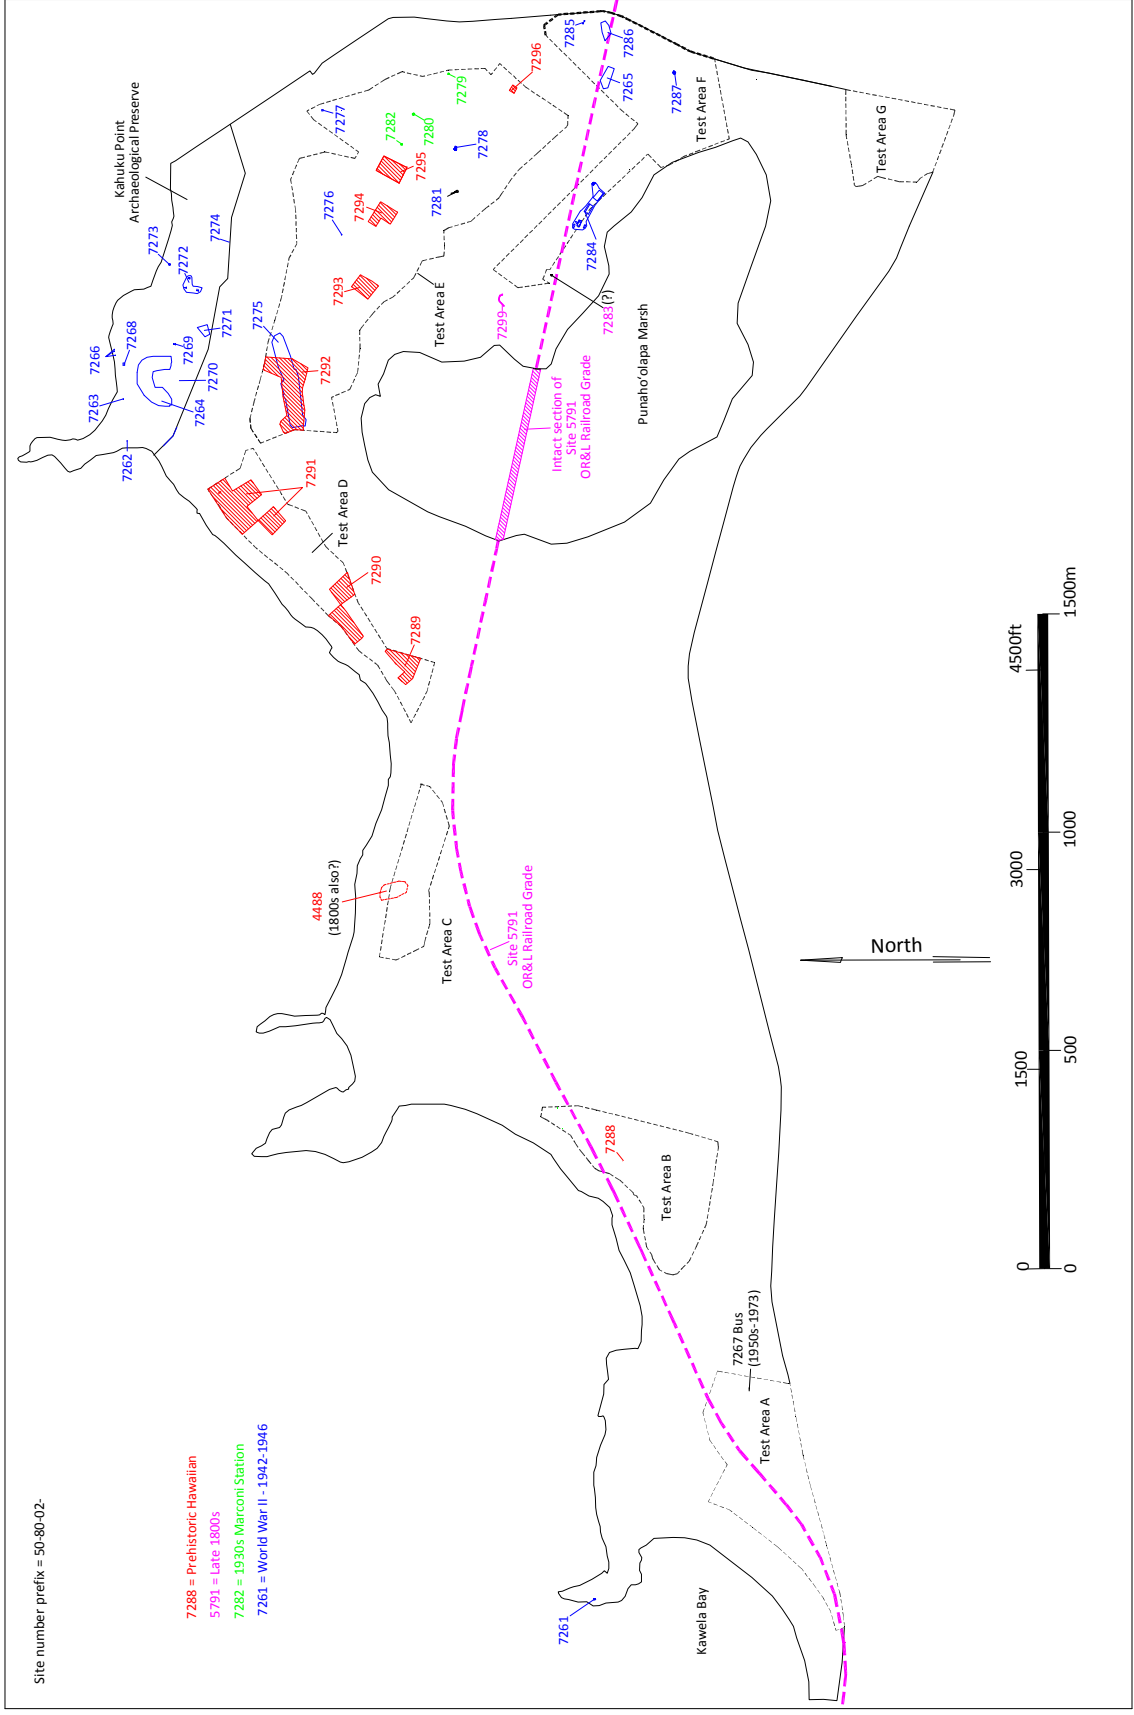 Site number prefix = 50-80-02-
7288 = Prehistoric Hawaiian
5791 = Late 1800s
7282 = 1930s Marconi Station
7261 = World War II - 1942-1946
Kahuku Point
Archaeological Preserve
7262
7263
7266
7268
7273
7272
7274
7264
7270
7269
7271
7275
7276
7277
7282
7280
7279
7278
7281
7296
7295
7294
7293
7292
7291
7290
7289
Test Area E
Test Area D
7299
7283(?)
7284
7285
7286
7265
7287
Test Area F
Test Area G
Punaho‘olapa Marsh
Intact section of
Site 5791
OR&L Railroad Grade
4488
(1800s also?)
Test Area C
Site 5791
OR&L Railroad Grade
7288
Test Area B
7267 Bus
(1950s-1973)
Test Area A
7261
Kawela Bay
North
0
1500
3000
4500ft
0
500
1000
1500m